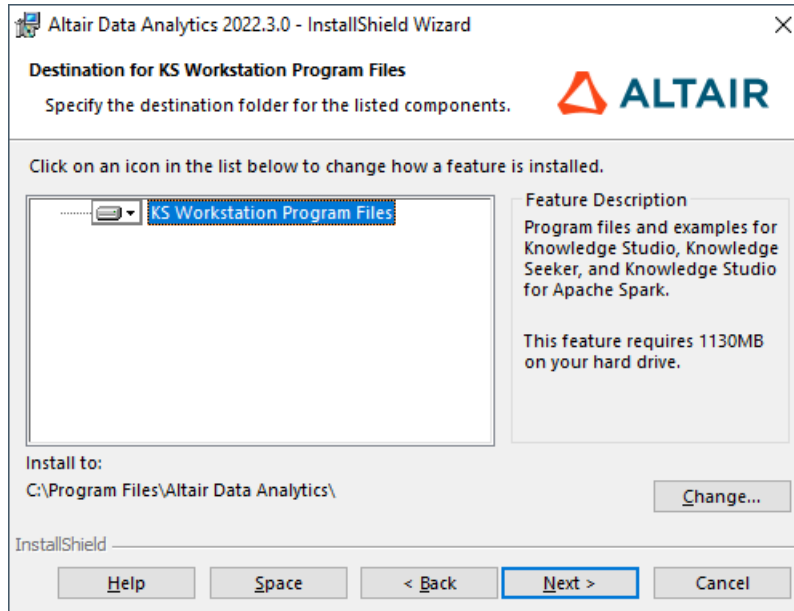 Altair Data Analytics 2022.3.0 - InstallShield Wizard
Destination for KS Workstation Program Files
Specify the destination folder for the listed components.
ALTAIR
Click on an icon in the list below to change how a feature is installed.
KS Workstation Program Files
Feature Description
Program files and examples for
Knowledge Studio, Knowledge
Seeker, and Knowledge Studio
for Apache Spark.
This feature requires 1130MB
on your hard drive.
Install to:
C:\Program Files\Altair Data Analytics\
Change...
InstallShield
Help
Space
< Back
Next >
Cancel